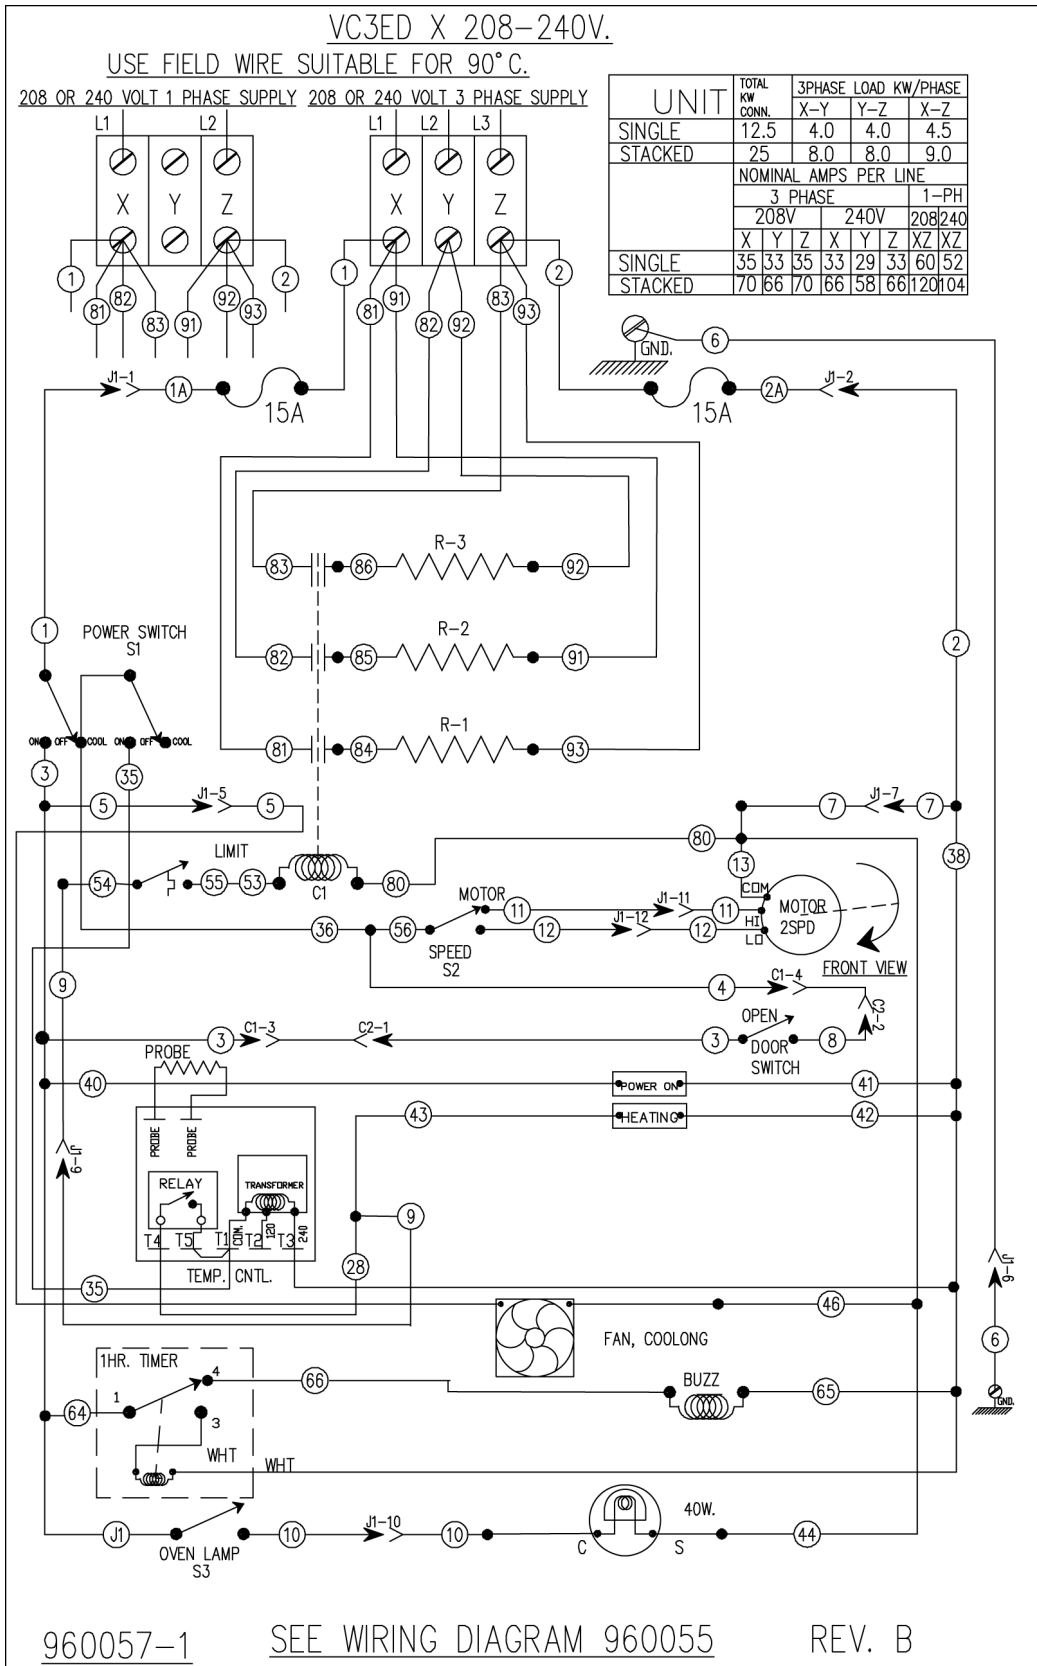 VC3ED X 208-240V.
USE FIELD WIRE SUITABLE FOR 90°C.
208 OR 240 VOLT 1 PHASE SUPPLY
208 OR 240 VOLT 3 PHASE SUPPLY
L1 L2
L1 L2 L3
X Y Z
X Y Z
UNIT TOTAL KW CONN. 3PHASE LOAD KW/PHASE
X-Y Y-Z X-Z
SINGLE 12.5 4.0 4.0 4.5
STACKED 25 8.0 8.0 9.0
NOMINAL AMPS PER LINE
3 PHASE 1-PH
208V 240V 208 240
X Y Z X Y Z XZ XZ
SINGLE 35 33 35 33 29 33 60 52
STACKED 70 66 70 66 58 66 120 104
1 2
81 82 83 91 92 93
1 2
81 91 82 92 83 93
GND. 6
J1-1 1A 15A
15A 2A J1-2
83 86 R-3 92
82 85 R-2 91
81 84 R-1 93
1 2
POWER SWITCH
S1
ON OFF COOL ON OFF COOL
3 35
5 J1-5 5
7 J1-7 7
80 13 38
54 LIMIT 55 53 C1 80
COM
MOTOR
2SPD
HI
LO
FRONT VIEW
MOTOR
11 J1-11 11
36 56 12 J1-12 12
SPEED
S2
9
4 C1-4
C2-2
3 C1-3 C2-1 3
OPEN
DOOR
SWITCH
8
PROBE
40 POWER ON 41
43 HEATING 42
PROBE PROBE
J1-9
RELAY TRANSFORMER
T4 T5 T1 COM. T2 120 T3 240
TEMP. CNTL.
9
28
35
46
FAN, COOLONG
J1-6
6
GND.
1HR. TIMER
64 1 4 66
3
BUZZ
65
WHT WHT
J1 OVEN LAMP
S3
10 J1-10 10
C S
40W.
44
960057-1
SEE WIRING DIAGRAM 960055
REV. B